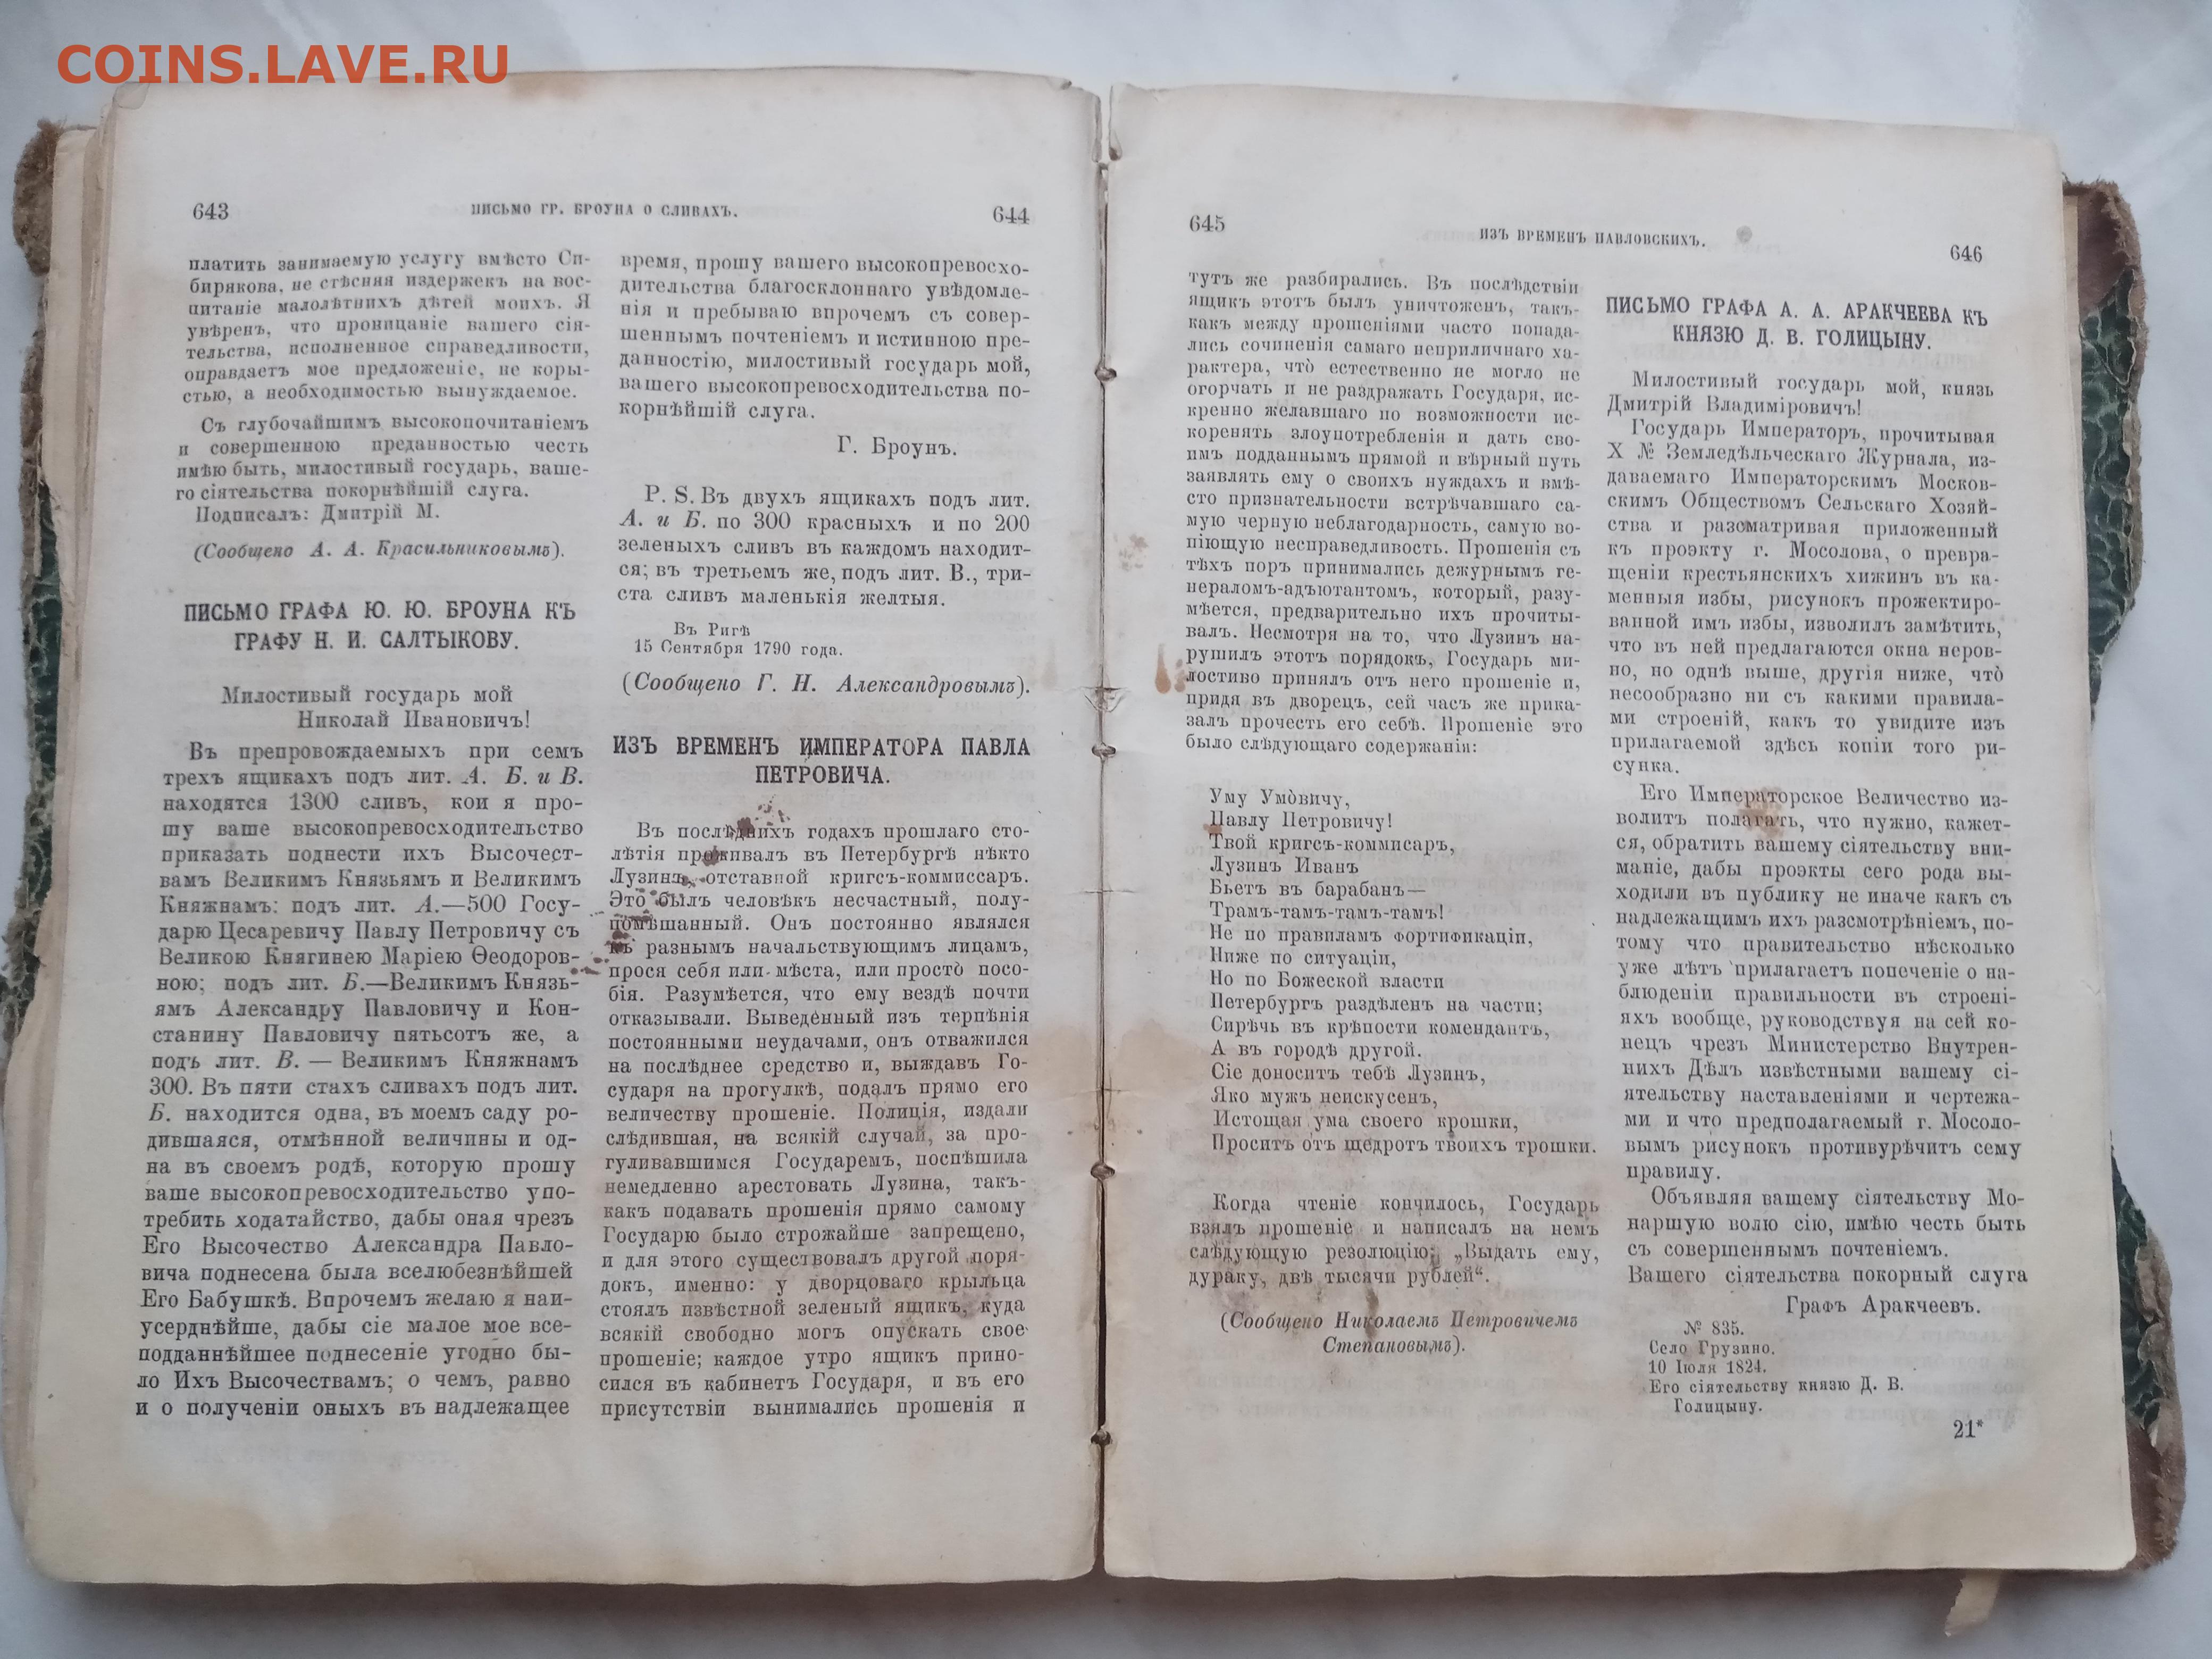 COINS.LAVE.RU
643
ПИСЬМО ГР. БРОУНА О СЛИВАХЪ.
644
платить занимаемую услугу вмѣсто Си-
бирякова, не стѣсняя издержекъ на вос-
питаніе малолѣтнихъ дѣтей моихъ. Я
увѣренъ, что проницаніе вашего сія-
тельства, исполненное справедливости,
оправдаетъ мое предложеніе, не коры-
стью, а необходимостью вынуждаемое.
Съ глубочайшимъ высокопочитаніемъ
и совершенною преданностью честь
имѣю быть, милостивый государь, ваше-
го сіятельства покорнѣйшій слуга.
Подписалъ: Дмитрій М.
(Сообщено А. А. Красильниковымъ).
ПИСЬМО ГРАФА Ю. Ю. БРОУНА КЪ
ГРАФУ Н. И. САЛТЫКОВУ.
Милостивый государь мой
Николай Ивановичъ!
Въ препровождаемыхъ при семъ
трехъ ящикахъ подъ лит. А. Б. и В.
находятся 1300 сливъ, кои я про-
шу ваше высокопревосходительство
приказать поднести ихъ Высочест-
вамъ Великимъ Князьямъ и Великимъ
Княжнамъ: подъ лит. А.—500 Госу-
дарю Цесаревичу Павлу Петровичу съ
Великою Княгинею Маріею Ѳеодоров-
ною; подъ лит. Б.—Великимъ Князь-
ямъ Александру Павловичу и Кон-
станину Павловичу пятьсотъ же, а
подъ лит. В. — Великимъ Княжнамъ
300. Въ пяти стахъ сливахъ подъ лит.
Б. находится одна, въ моемъ саду ро-
дившаяся, отмѣнной величины и од-
на въ своемъ родѣ, которую прошу
ваше высокопревосходительство упо-
требить ходатайство, дабы оная чрезъ
Его Высочество Александра Павло-
вича поднесена была вселюбезнѣйшей
Его Бабушкѣ. Впрочемъ желаю я наи-
усерднѣйше, дабы сіе малое мое все-
подданнѣйшее поднесеніе угодно бы-
ло Ихъ Высочествамъ; о чемъ, равно
и о полученіи оныхъ въ надлежащее
время, прошу вашего высокопревосхо-
дительства благосклоннаго увѣдомле-
нія и пребываю впрочемъ съ совер-
шеннымъ почтеніемъ и истинною пре-
данностію, милостивый государь мой,
вашего высокопревосходительства по-
корнѣйшій слуга.
Г. Броунъ.
P. S. Въ двухъ ящикахъ подъ лит.
А. и Б. по 300 красныхъ и по 200
зеленыхъ сливъ въ каждомъ находит-
ся; въ третьемъ же, подъ лит. В., три-
ста сливъ маленькія желтыя.
Въ Ригѣ
15 Сентября 1790 года.
(Сообщено Г. Н. Александровымъ).
ИЗЪ ВРЕМЕНЪ ИМПЕРАТОРА ПАВЛА
ПЕТРОВИЧА.
Въ послѣднихъ годахъ прошлаго сто-
лѣтія проживалъ въ Петербургѣ нѣкто
Лузинъ, отставной кригсъ-коммиссаръ.
Это былъ человѣкъ несчастный, полу-
помѣшанный. Онъ постоянно являлся
къ разнымъ начальствующимъ лицамъ,
прося себя или мѣста, или просто посо-
бія. Разумѣется, что ему вездѣ почти
отказывали. Выведенный изъ терпѣнія
постоянными неудачами, онъ отважился
на послѣднее средство и, выждавъ Го-
сударя на прогулкѣ, подалъ прямо его
величеству прошеніе. Полиція, издали
слѣдившая, на всякій случай, за про-
гуливавшимся Государемъ, поспѣшила
немедленно арестовать Лузина, такъ-
какъ подавать прошенія прямо самому
Государю было строжайше запрещено,
и для этого существовалъ другой поря-
докъ, именно: у дворцоваго крыльца
стоялъ извѣстной зеленый ящикъ, куда
всякій свободно могъ опускать свое
прошеніе; каждое утро ящикъ прино-
сился въ кабинетъ Государя, и въ его
присутствіи вынимались прошенія и
645
ИЗЪ ВРЕМЕНЪ ПАВЛОВСКИХЪ.
646
тутъ же разбирались. Въ послѣдствіи
ящикъ этотъ былъ уничтоженъ, такъ-
какъ между прошеніями часто попада-
лись сочиненія самаго неприличнаго ха-
рактера, что̀ естественно не могло не
огорчать и не раздражать Государя, ис-
кренно желавшаго по возможности ис-
коренять злоупотребленія и дать сво-
имъ подданнымъ прямой и вѣрный путь
заявлять ему о своихъ нуждахъ и вмѣ-
сто признательности встрѣчавшаго са-
мую черную неблагодарность, самую во-
піющую несправедливость. Прошенія съ
тѣхъ поръ принимались дежурнымъ ге-
нераломъ-адъютантомъ, который, разу-
мѣется, предварительно ихъ прочиты-
валъ. Несмотря на то, что Лузинъ на-
рушилъ этотъ порядокъ, Государь ми-
лостиво принялъ отъ него прошеніе и,
придя въ дворецъ, сей часъ же прика-
залъ прочесть его себѣ. Прошеніе это
было слѣдующаго содержанія:
Уму Умо̀вичу,
Павлу Петровичу!
Твой кригсъ-коммисаръ,
Лузинъ Иванъ
Бьетъ въ барабанъ—
Трамъ-тамъ-тамъ-тамъ!
Не по правиламъ фортификаціи,
Ниже по ситуаціи,
Но по Божеской власти
Петербургъ раздѣленъ на части;
Сирѣчь въ крѣпости комендантъ,
А въ городѣ другой.
Сіе доноситъ тебѣ Лузинъ,
Яко мужъ неискусенъ,
Истощая ума своего крошки,
Проситъ отъ щедротъ твоихъ трошки.
Когда чтеніе кончилось, Государь
взялъ прошеніе и написалъ на немъ
слѣдующую резолюцію: „Выдать ему,
дураку, двѣ тысячи рублей“.
(Сообщено Николаемъ Петровичемъ
Степановымъ).
ПИСЬМО ГРАФА А. А. АРАКЧЕЕВА КЪ
КНЯЗЮ Д. В. ГОЛИЦЫНУ.
Милостивый государь мой, князь
Дмитрій Владиміровичъ!
Государь Императоръ, прочитывая
X № Земледѣльческаго Журнала, из-
даваемаго Императорскимъ Москов-
скимъ Обществомъ Сельскаго Хозяй-
ства и разсматривая приложенный
къ проэкту г. Мосолова, о превра-
щеніи крестьянскихъ хижинъ въ ка-
менныя избы, рисунокъ прожектиро-
ванной имъ избы, изволилъ замѣтить,
что въ ней предлагаются окна неров-
но, но однѣ выше, другія ниже, что̀
несообразно ни съ какими правила-
ми строеній, какъ то увидите изъ
прилагаемой здѣсь копіи того ри-
сунка.
Его Императорское Величество из-
волитъ полагать, что нужно, кажет-
ся, обратить вашему сіятельству вни-
маніе, дабы проэкты сего рода вы-
ходили въ публику не иначе какъ съ
надлежащимъ ихъ разсмотрѣніемъ, по-
тому что правительство нѣсколько
уже лѣтъ прилагаетъ попеченіе о на-
блюденіи правильности въ строені-
яхъ вообще, руководствуя на сей ко-
нецъ чрезъ Министерство Внутрен-
нихъ Дѣлъ извѣстными вашему сі-
ятельству наставленіями и чертежа-
ми и что предполагаемый г. Мосоло-
вымъ рисунокъ противурѣчитъ сему
правилу.
Объявляя вашему сіятельству Мо-
наршую волю сію, имѣю честь быть
съ совершеннымъ почтеніемъ.
Вашего сіятельства покорный слуга
Графъ Аракчеевъ.
№ 835.
Село Грузино.
10 Іюля 1824.
Его сіятельству князю Д. В.
Голицыну.
21*